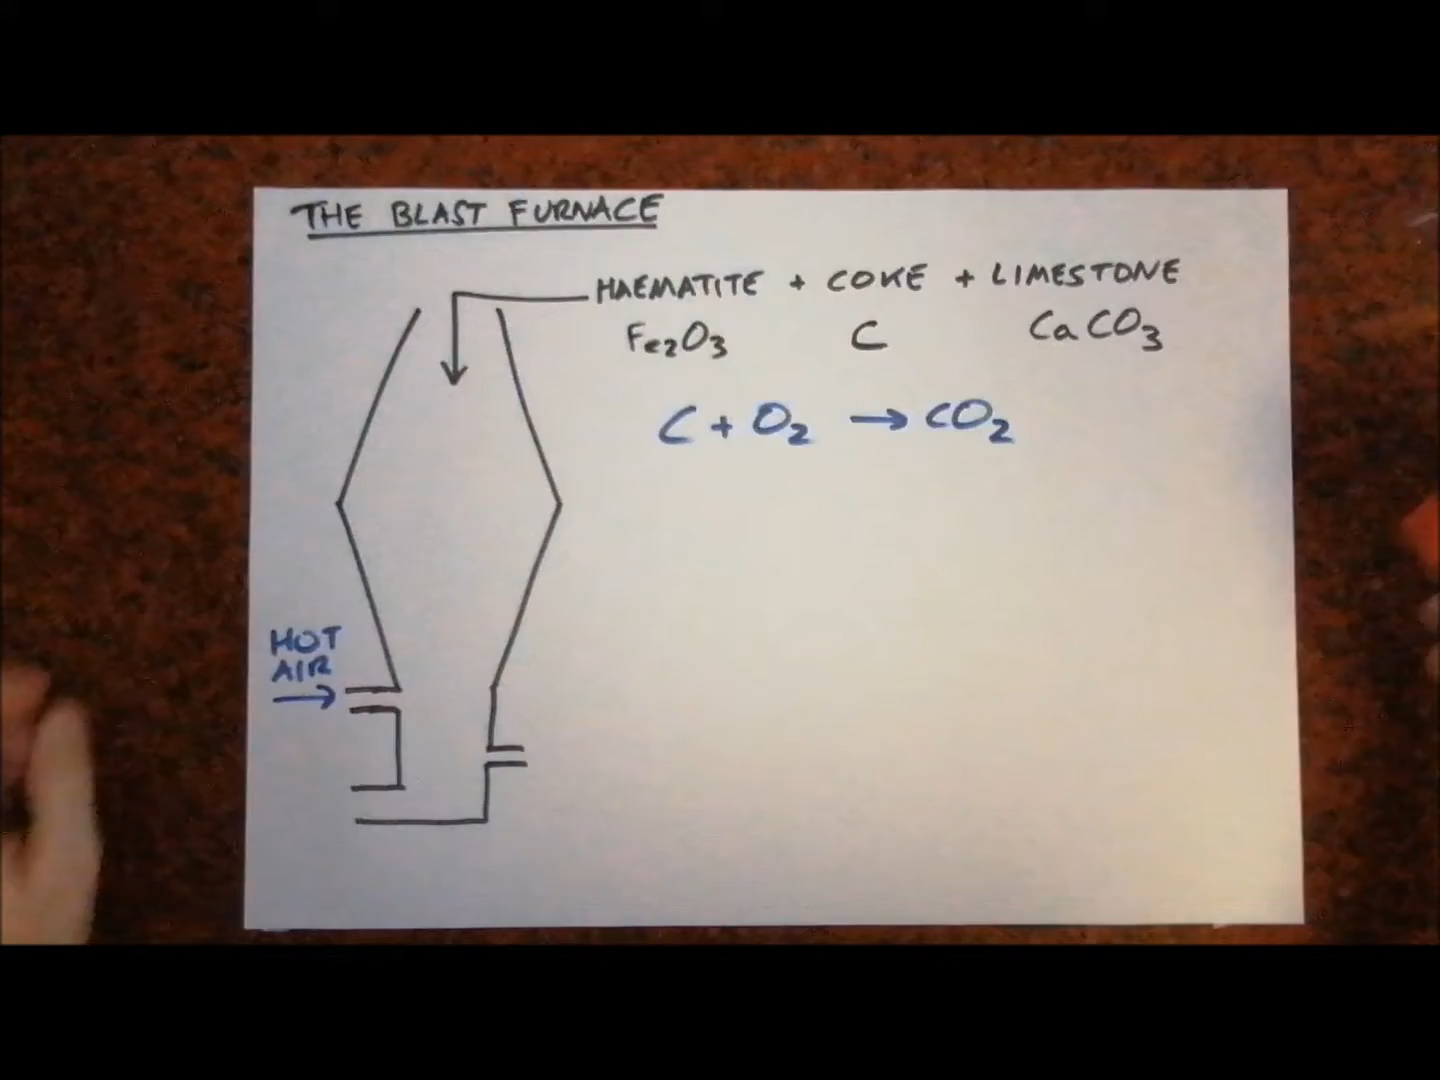 THE BLAST FURNACE
HAEMATITE + COKE + LIMESTONE
Fe₂O₃ C CaCO₃
C + O₂ → CO₂
HOT
AIR
→